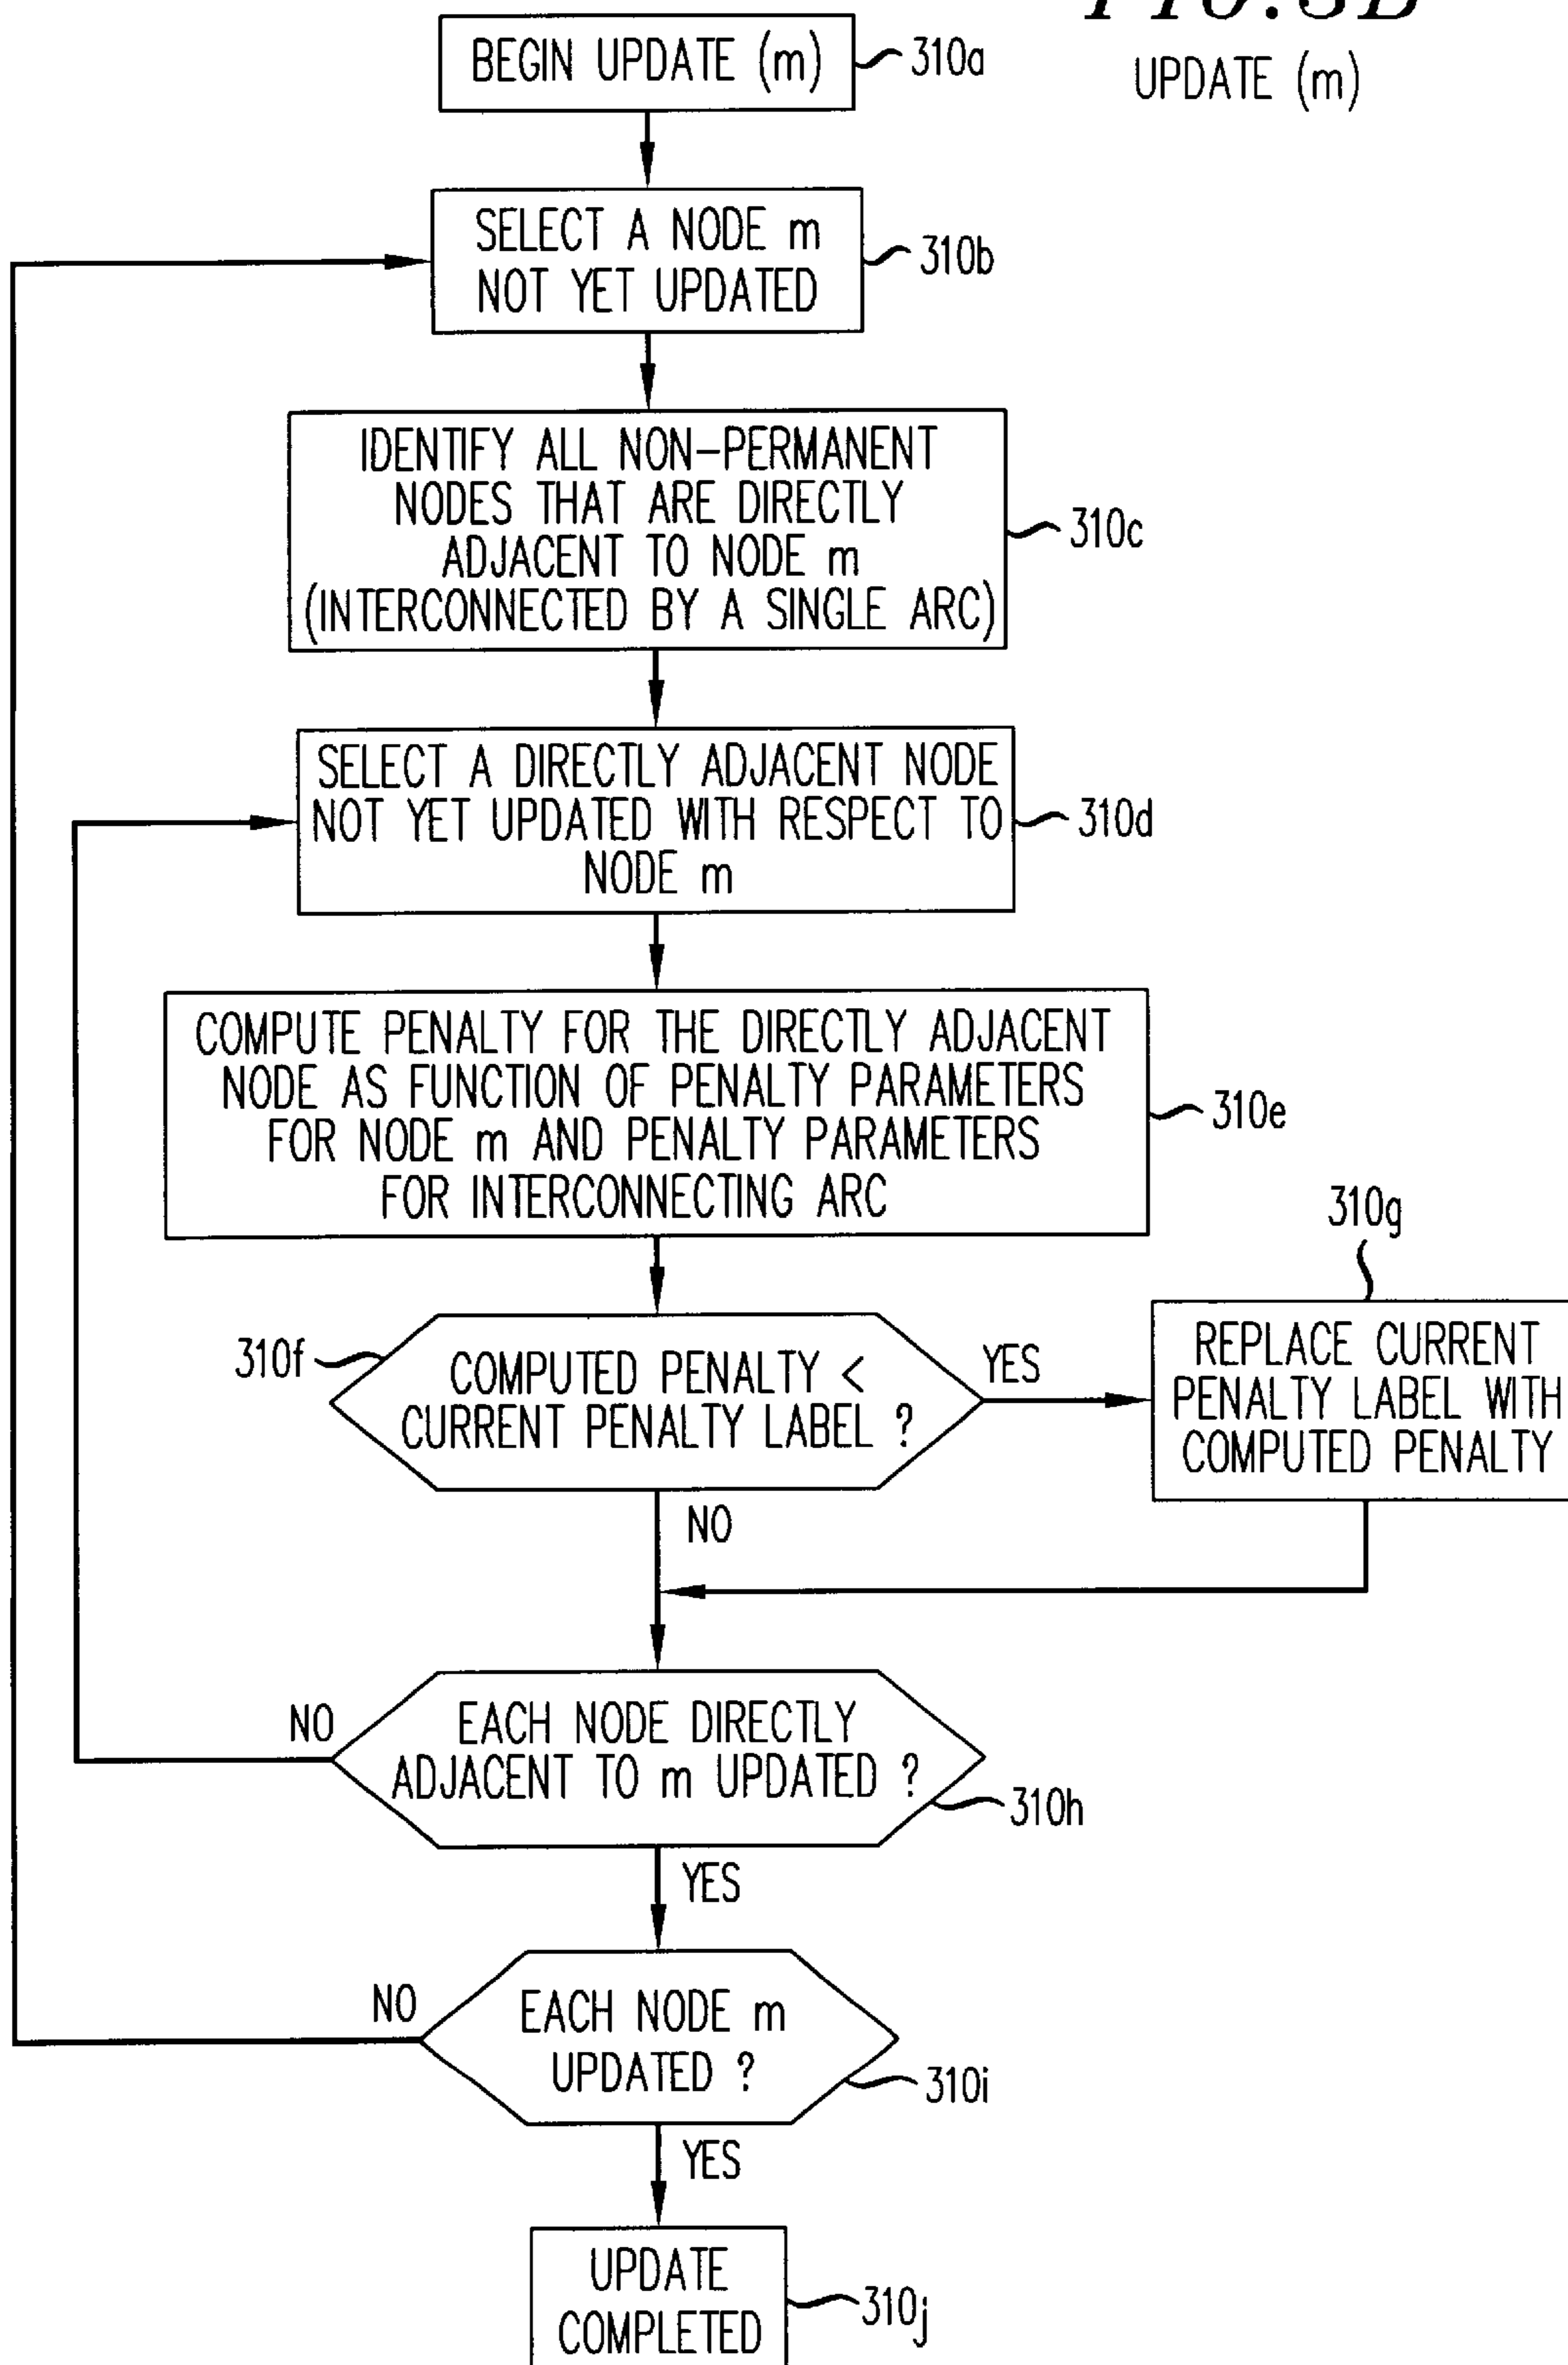 UPDATE (m)
BEGIN UPDATE (m)
310a
SELECT A NODE m
NOT YET UPDATED
310b
IDENTIFY ALL NON-PERMANENT
NODES THAT ARE DIRECTLY
ADJACENT TO NODE m
(INTERCONNECTED BY A SINGLE ARC)
310c
SELECT A DIRECTLY ADJACENT NODE
NOT YET UPDATED WITH RESPECT TO
NODE m
310d
COMPUTE PENALTY FOR THE DIRECTLY ADJACENT
NODE AS FUNCTION OF PENALTY PARAMETERS
FOR NODE m AND PENALTY PARAMETERS
FOR INTERCONNECTING ARC
310e
310f
COMPUTED PENALTY <
CURRENT PENALTY LABEL ?
YES
310g
REPLACE CURRENT
PENALTY LABEL WITH
COMPUTED PENALTY
NO
NO
EACH NODE DIRECTLY
ADJACENT TO m UPDATED ?
310h
YES
NO
EACH NODE m
UPDATED ?
310i
YES
UPDATE
COMPLETED
310j